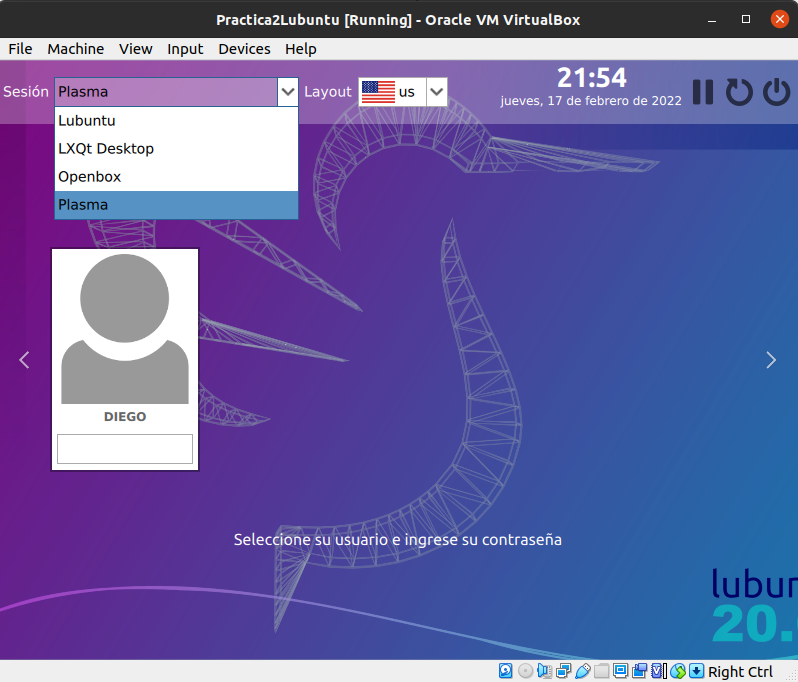 Practica2Lubuntu [Running] - Oracle VM VirtualBox
File Machine View Input Devices Help
Sesión Plasma Layout us
21:54
jueves, 17 de febrero de 2022
Lubuntu
LXQt Desktop
Openbox
Plasma
DIEGO
Seleccione su usuario e ingrese su contraseña
lubun
20.
Right Ctrl